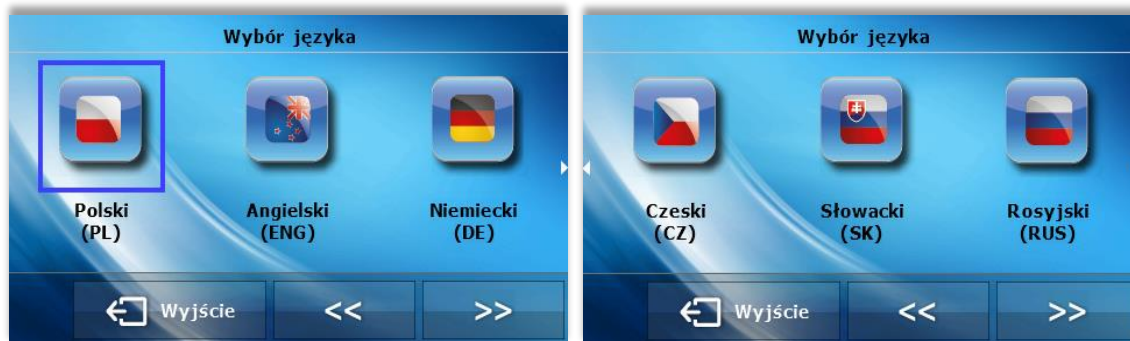 Wybór języka
Polski
(PL)
Angielski
(ENG)
Niemiecki
(DE)
Wyjście
<<
>>
Wybór języka
Czeski
(CZ)
Słowacki
(SK)
Rosyjski
(RUS)
Wyjście
<<
>>